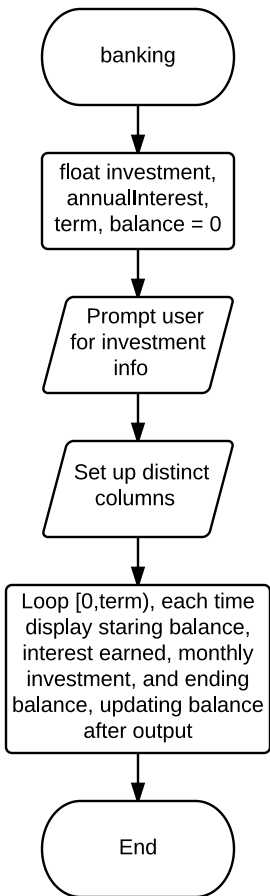 banking
float investment,
annualInterest,
term, balance = 0
Prompt user
for investment
info
Set up distinct
columns
Loop [0,term), each time
display staring balance,
interest earned, monthly
investment, and ending
balance, updating balance
after output
End